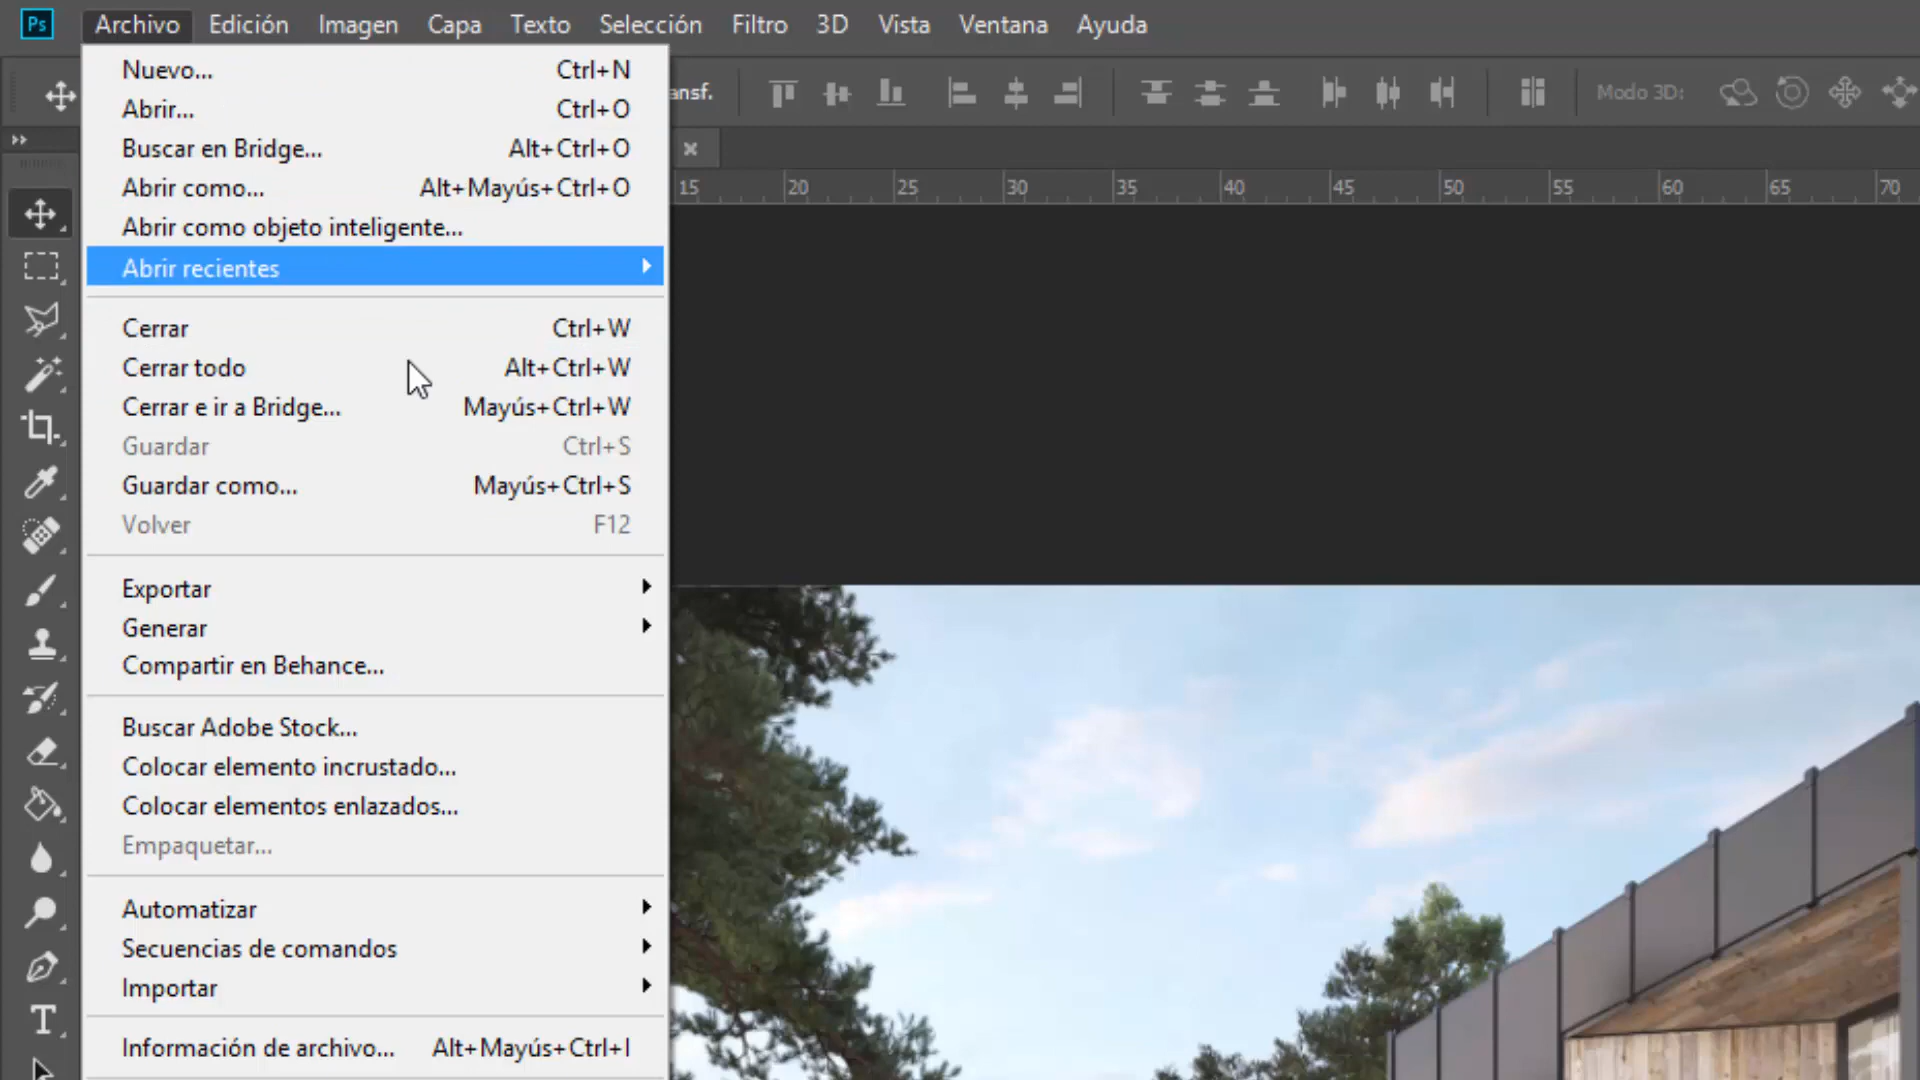 Ps Archivo Edición Imagen Capa Texto Selección Filtro 3D Vista Ventana Ayuda
Nuevo... Ctrl+N
ansf. Modo 3D:
Abrir... Ctrl+O
Buscar en Bridge... Alt+Ctrl+O
Abrir como... Alt+Mayús+Ctrl+O
15 20 25 30 35 40 45 50 55 60 65 70
Abrir como objeto inteligente...
Abrir recientes
Cerrar Ctrl+W
Cerrar todo Alt+Ctrl+W
Cerrar e ir a Bridge... Mayús+Ctrl+W
Guardar Ctrl+S
Guardar como... Mayús+Ctrl+S
Volver F12
Exportar
Generar
Compartir en Behance...
Buscar Adobe Stock...
Colocar elemento incrustado...
Colocar elementos enlazados...
Empaquetar...
Automatizar
Secuencias de comandos
Importar
Información de archivo... Alt+Mayús+Ctrl+I